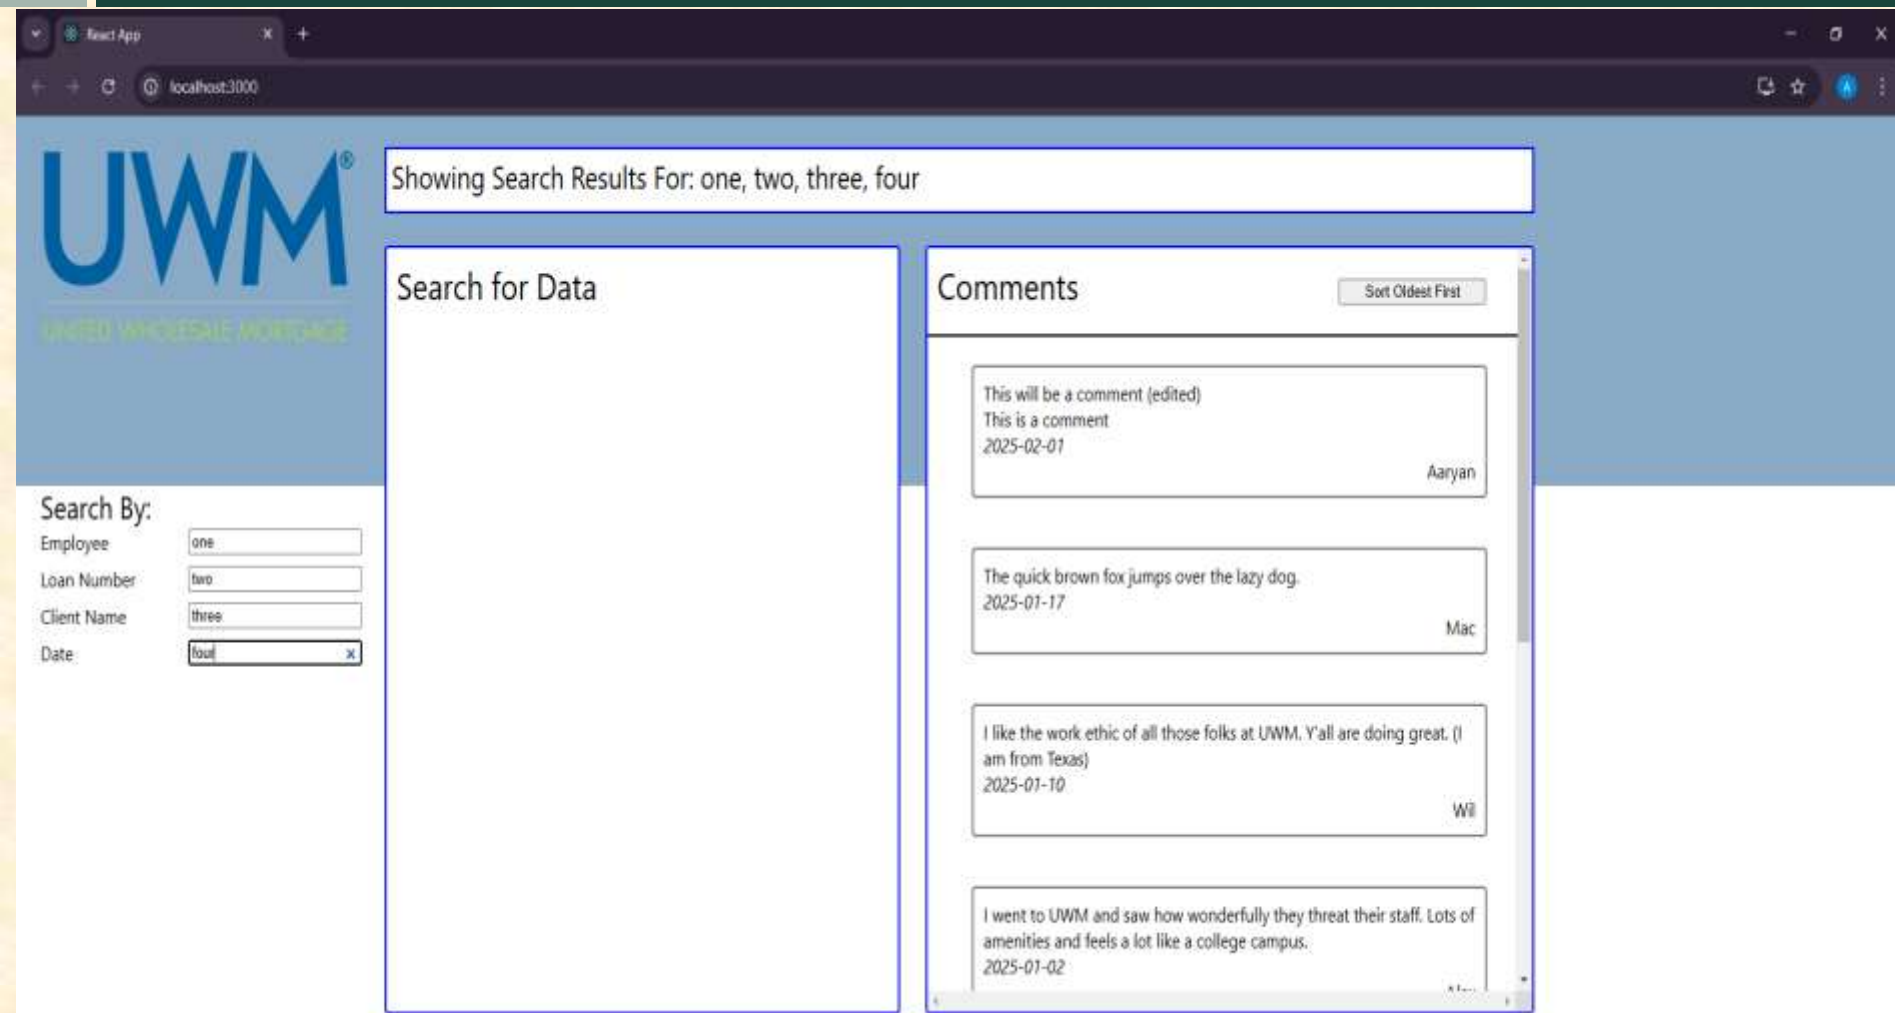 React App
localhost:3000
UWM®
UNITED WHOLESALE MORTGAGE
Showing Search Results For: one, two, three, four
Search By:
Employee one
Loan Number two
Client Name three
Date four x
Search for Data
Comments
Sort Oldest First
This will be a comment (edited)
This is a comment
2025-02-01
Aaryan
The quick brown fox jumps over the lazy dog.
2025-01-17
Mac
I like the work ethic of all those folks at UWM. Y'all are doing great. (I
am from Texas)
2025-01-10
Wil
I went to UWM and saw how wonderfully they threat their staff. Lots of
amenities and feels a lot like a college campus.
2025-01-02